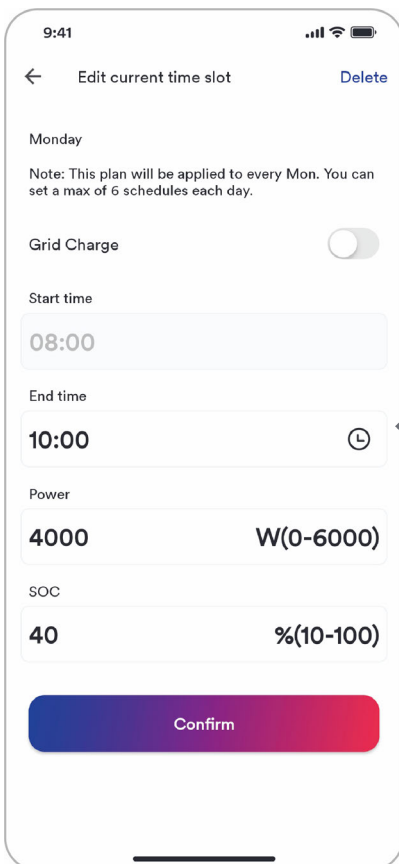 9:41
Edit current time slot
Delete
Monday
Note: This plan will be applied to every Mon. You can
set a max of 6 schedules each day.
Grid Charge
Start time
08:00
End time
10:00
Power
4000 W(0-6000)
SOC
40 %(10-100)
Confirm